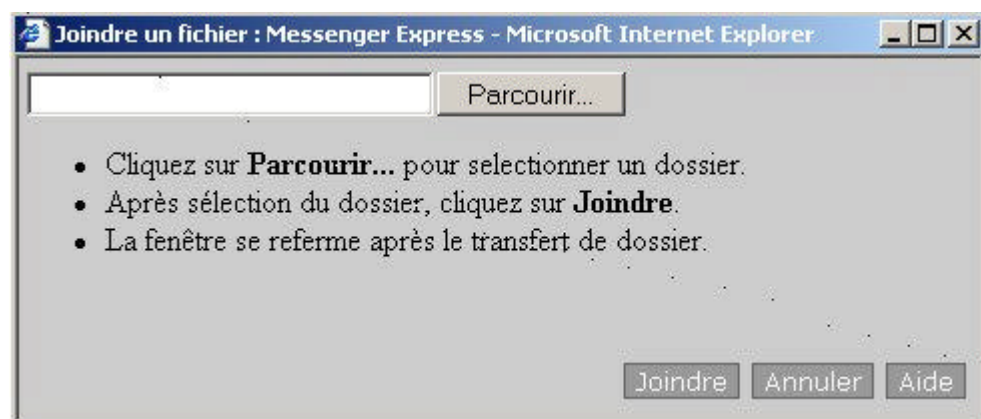 Joindre un fichier : Messenger Express - Microsoft Internet Explorer
Parcourir...
• Cliquez sur Parcourir... pour selectionner un dossier.
• Après sélection du dossier, cliquez sur Joindre.
• La fenêtre se referme après le transfert de dossier.
Joindre Annuler Aide